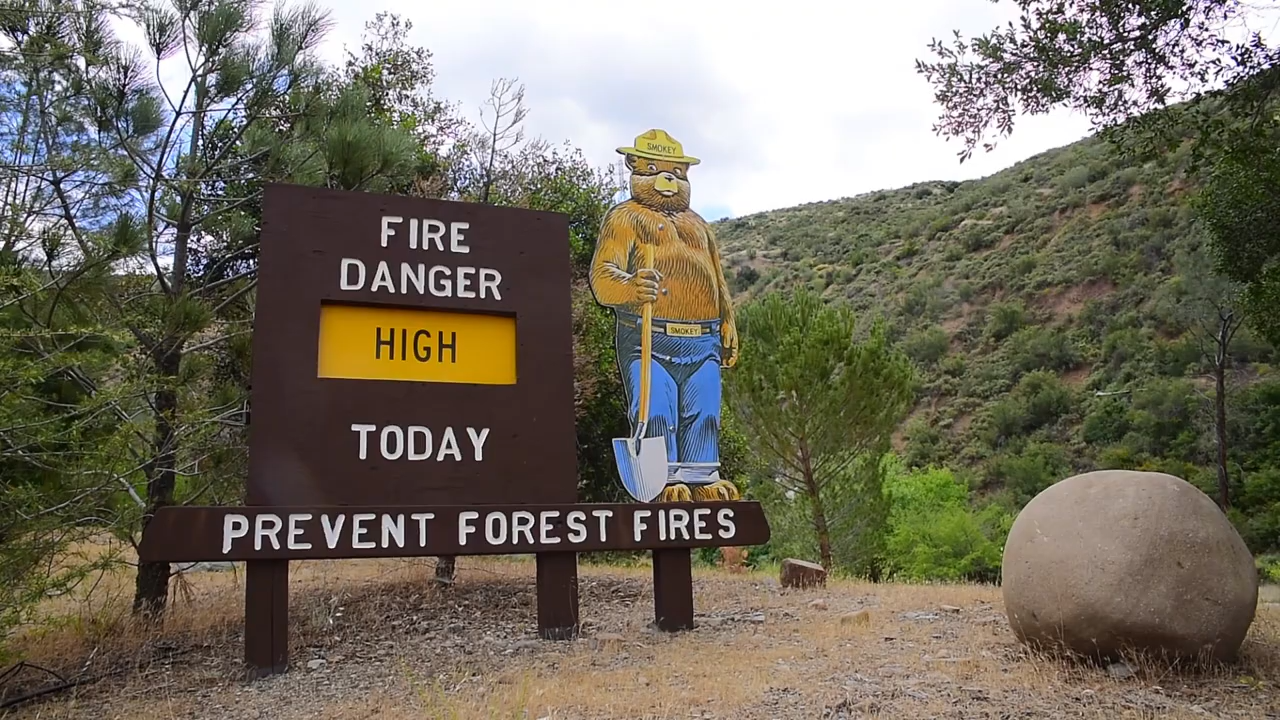 FIRE
DANGER
HIGH
TODAY
SMOKEY
SMOKEY
PREVENT FOREST FIRES